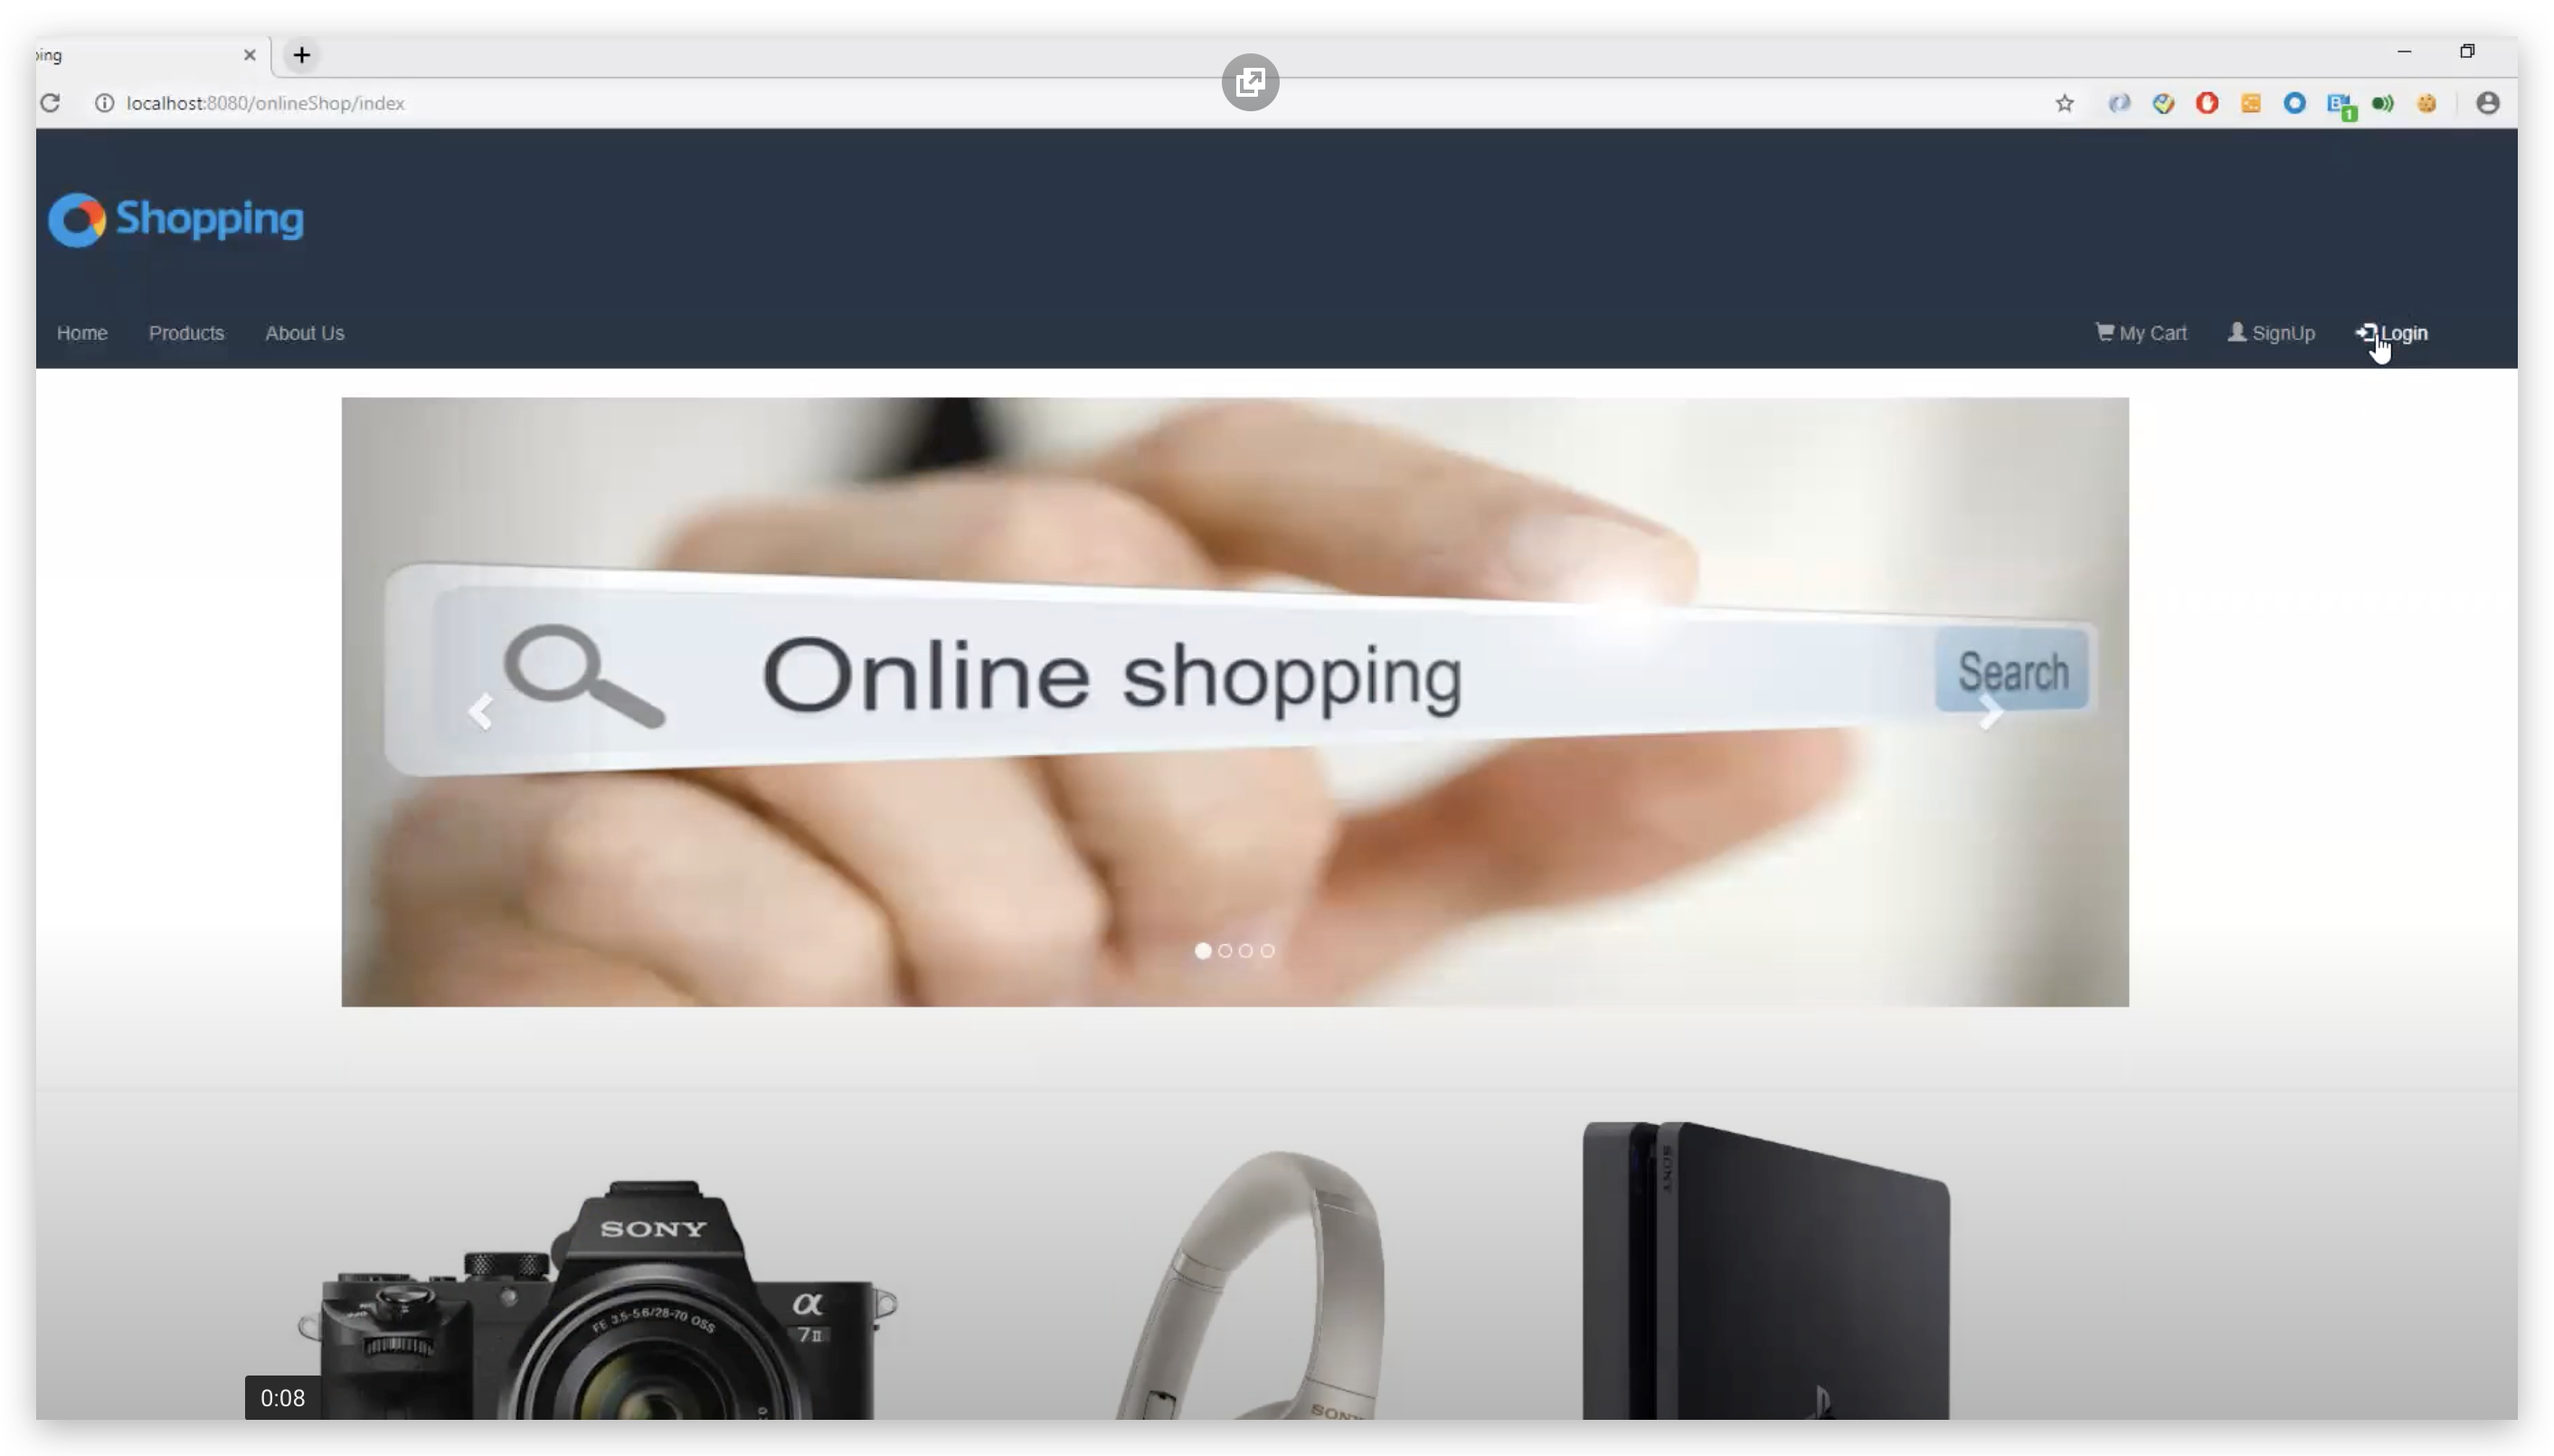 ping
localhost:8080/onlineShop/index
1
Shopping
Home Products About Us My Cart SignUp Login
Online shopping Search
SONY
SONY
α
7II
FE 3.5-5.6/28-70 OSS
SONY
0:08